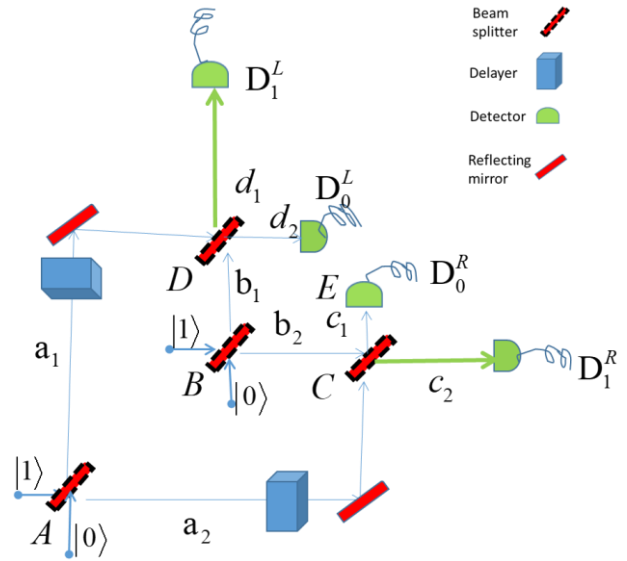 Beam
splitter
Delayer
Detector
Reflecting
mirror
D₁ᴸ
d₁
d₂
D₀ᴸ
D
b₁
E
D₀ᴿ
c₁
|1⟩
b₂
B
C
c₂
D₁ᴿ
|0⟩
a₁
|1⟩
A
|0⟩
a₂